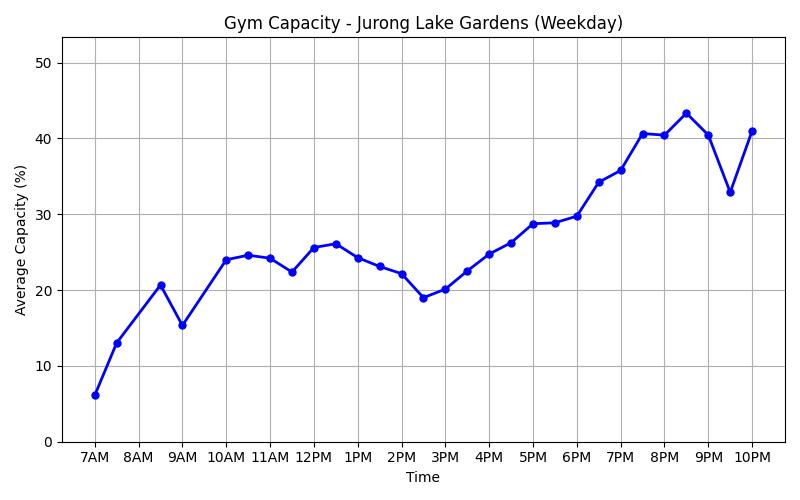 Gym Capacity - Jurong Lake Gardens (Weekday)
50
40
30
20
10
0
Average Capacity (%)
7AM 8AM 9AM 10AM 11AM 12PM 1PM 2PM 3PM 4PM 5PM 6PM 7PM 8PM 9PM 10PM
Time